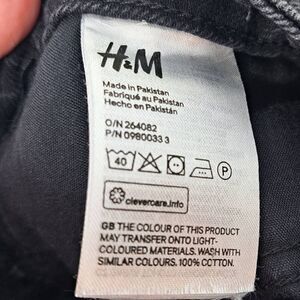 H&M
Made in Pakistan
Fabriqué au Pakistan
Hecho en Pakistán
O/N 264082
P/N 0980033 3
40 P
clevercare.info
GB THE COLOUR OF THIS PRODUCT
MAY TRANSFER ONTO LIGHT-
COLOURED MATERIALS. WASH WITH
SIMILAR COLOURS. 100% COTTON.